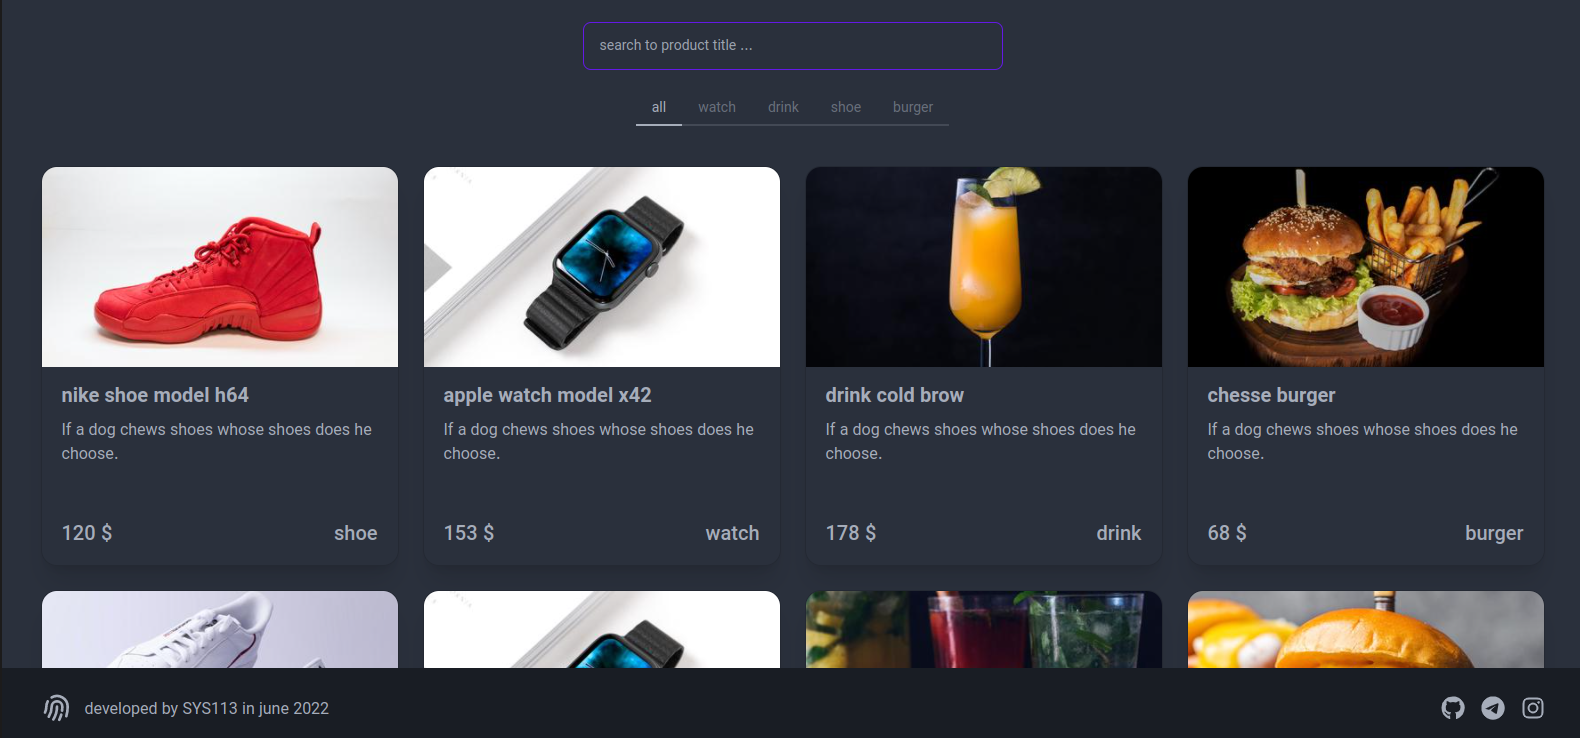 search to product title ...
all watch drink shoe burger
nike shoe model h64
If a dog chews shoes whose shoes does he
choose.
120 $ shoe
apple watch model x42
If a dog chews shoes whose shoes does he
choose.
153 $ watch
drink cold brow
If a dog chews shoes whose shoes does he
choose.
178 $ drink
chesse burger
If a dog chews shoes whose shoes does he
choose.
68 $ burger
developed by SYS113 in june 2022